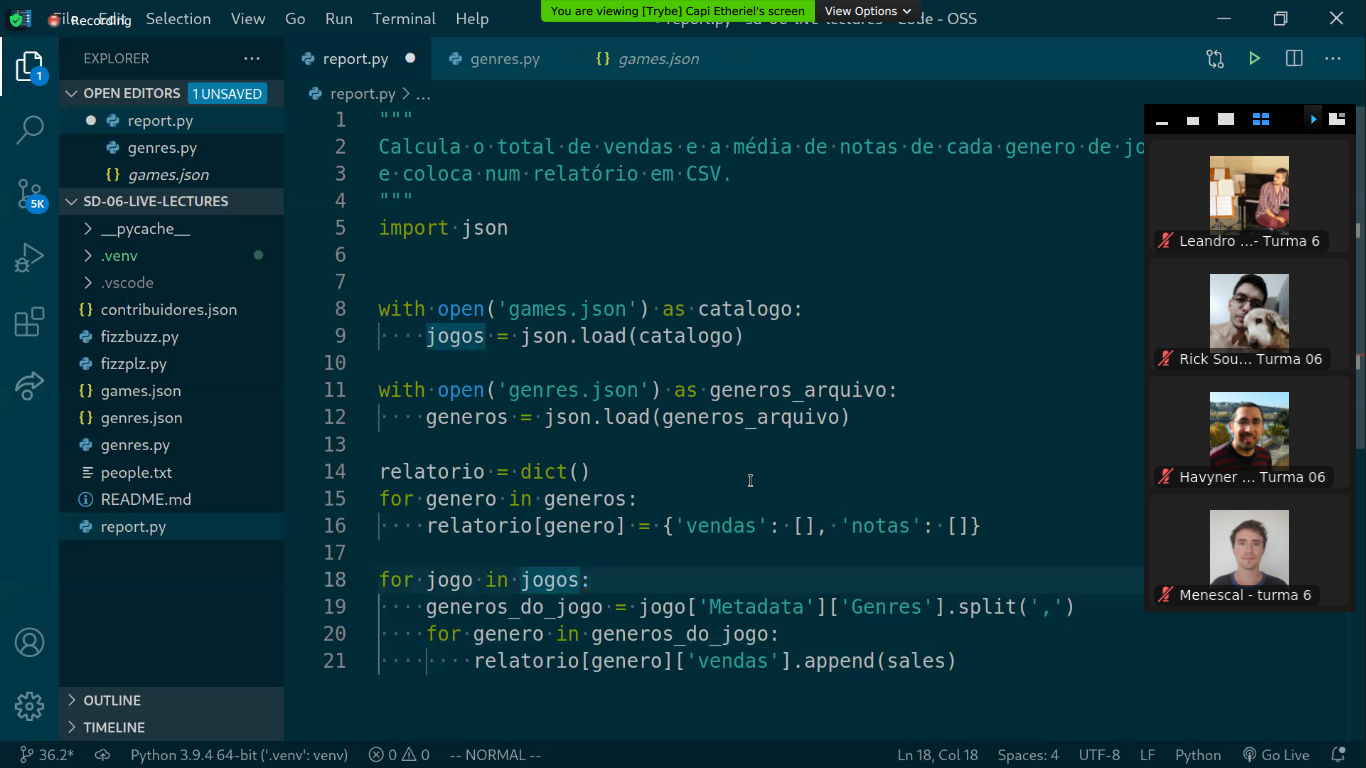 Recording
File Edit Selection View Go Run Terminal Help
You are viewing [Trybe] Capi Etheriel's screen
View Options
Code - OSS
EXPLORER
OPEN EDITORS
1 UNSAVED
report.py
genres.py
games.json
SD-06-LIVE-LECTURES
__pycache__
.venv
.vscode
contribuidores.json
fizzbuzz.py
fizzplz.py
games.json
genres.json
genres.py
people.txt
README.md
report.py
OUTLINE
TIMELINE
1
5K
report.py
genres.py
games.json
report.py > ...
1 """
2 Calcula o total de vendas e a média de notas de cada genero de jo
3 e coloca num relatório em CSV.
4 """
5 import json
6
7
8 with open('games.json') as catalogo:
9     jogos = json.load(catalogo)
10
11 with open('genres.json') as generos_arquivo:
12     generos = json.load(generos_arquivo)
13
14 relatorio = dict()
15 for genero in generos:
16     relatorio[genero] = {'vendas': [], 'notas': []}
17
18 for jogo in jogos:
19     generos_do_jogo = jogo['Metadata']['Genres'].split(',')
20     for genero in generos_do_jogo:
21         relatorio[genero]['vendas'].append(sales)
Leandro ...- Turma 6
Rick Sou... Turma 06
Havyner ... Turma 06
Menescal - turma 6
36.2*
Python 3.9.4 64-bit ('.venv': venv)
0 0
-- NORMAL --
Ln 18, Col 18
Spaces: 4
UTF-8
LF
Python
Go Live